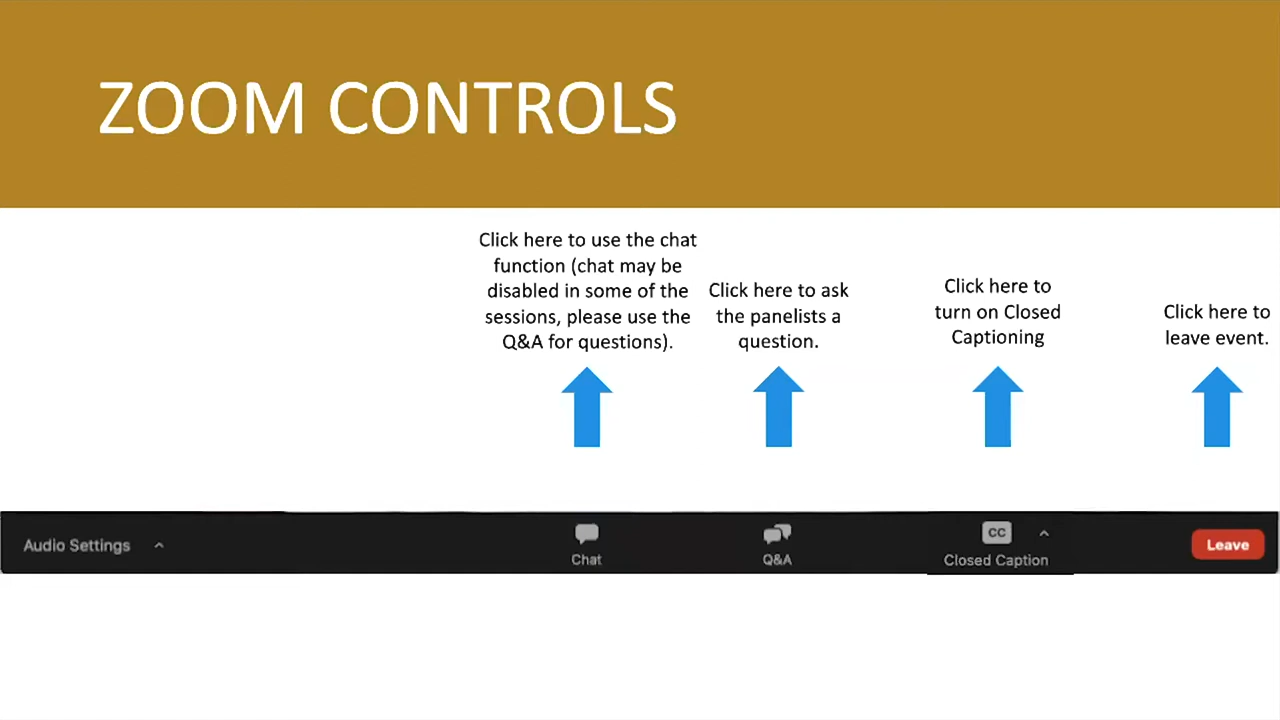 ZOOM CONTROLS
Click here to use the chat
function (chat may be
disabled in some of the
sessions, please use the
Q&A for questions).
Click here to ask
the panelists a
question.
Click here to
turn on Closed
Captioning
Click here to
leave event.
Audio Settings
Chat
Q&A
CC
Closed Caption
Leave